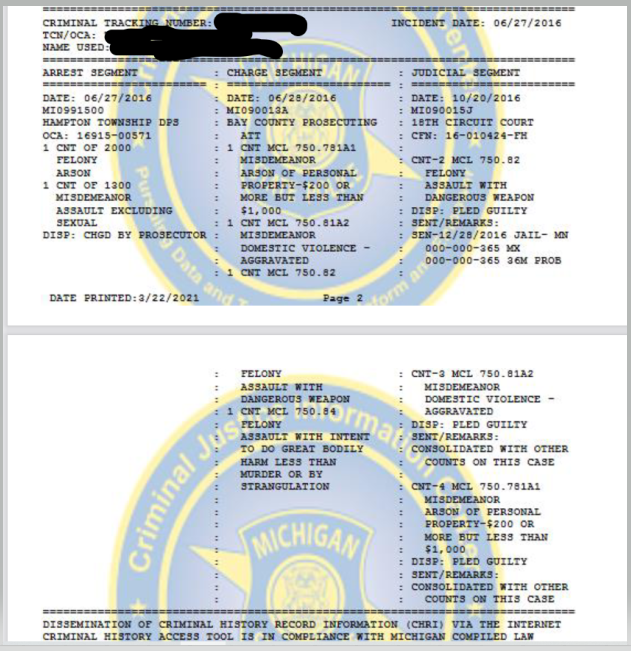 CRIMINAL TRACKING NUMBER: INCIDENT DATE: 06/27/2016
TCN/OCA:
NAME USED:
ARREST SEGMENT : CHARGE SEGMENT : JUDICIAL SEGMENT
DATE: 06/27/2016 : DATE: 06/28/2016 : DATE: 10/20/2016
MI0991500 : MI090013A : MI090015J
HAMPTON TOWNSHIP DPS : BAY COUNTY PROSECUTING : 18TH CIRCUIT COURT
OCA: 16915-00571 : ATT : CFN: 16-010424-FH
1 CNT OF 2000 : 1 CNT MCL 750.781A1 :
FELONY : MISDEMEANOR : CNT-2 MCL 750.82
ARSON : ARSON OF PERSONAL : FELONY
1 CNT OF 1300 : PROPERTY-$200 OR : ASSAULT WITH
MISDEMEANOR : MORE BUT LESS THAN : DANGEROUS WEAPON
ASSAULT EXCLUDING : $1,000 : DISP: PLED GUILTY
SEXUAL : 1 CNT MCL 750.81A2 : SENT/REMARKS:
DISP: CHGD BY PROSECUTOR : MISDEMEANOR : SEN-12/28/2016 JAIL- MN
: DOMESTIC VIOLENCE - : 000-000-365 MX
: AGGRAVATED : 000-000-365 36M PROB
: 1 CNT MCL 750.82 :
DATE PRINTED:3/22/2021 Page 2
: FELONY : CNT-3 MCL 750.81A2
: ASSAULT WITH : MISDEMEANOR
: DANGEROUS WEAPON : DOMESTIC VIOLENCE -
: 1 CNT MCL 750.84 : AGGRAVATED
: FELONY : DISP: PLED GUILTY
: ASSAULT WITH INTENT : SENT/REMARKS:
: TO DO GREAT BODILY : CONSOLIDATED WITH OTHER
: HARM LESS THAN : COUNTS ON THIS CASE
: MURDER OR BY :
: STRANGULATION : CNT-4 MCL 750.781A1
: : MISDEMEANOR
: : ARSON OF PERSONAL
: : PROPERTY-$200 OR
: : MORE BUT LESS THAN
: : $1,000
: : DISP: PLED GUILTY
: : SENT/REMARKS:
: : CONSOLIDATED WITH OTHER
: : COUNTS ON THIS CASE
DISSEMINATION OF CRIMINAL HISTORY RECORD INFORMATION (CHRI) VIA THE INTERNET
CRIMINAL HISTORY ACCESS TOOL IS IN COMPLIANCE WITH MICHIGAN COMPILED LAW
MICHIGAN
Pursuing Data and
Criminal Justice Information
MICHIGAN